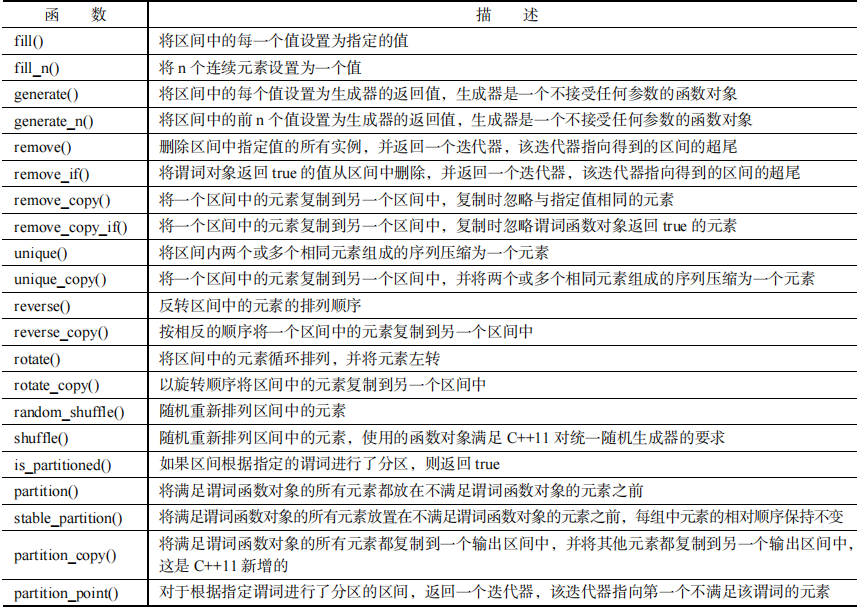 函 数 描 述
fill() 将区间中的每一个值设置为指定的值
fill_n() 将 n 个连续元素设置为一个值
generate() 将区间中的每个值设置为生成器的返回值，生成器是一个不接受任何参数的函数对象
generate_n() 将区间中的前 n 个值设置为生成器的返回值，生成器是一个不接受任何参数的函数对象
remove() 删除区间中指定值的所有实例，并返回一个迭代器，该迭代器指向得到的区间的超尾
remove_if() 将谓词对象返回 true 的值从区间中删除，并返回一个迭代器，该迭代器指向得到的区间的超尾
remove_copy() 将一个区间中的元素复制到另一个区间中，复制时忽略与指定值相同的元素
remove_copy_if() 将一个区间中的元素复制到另一个区间中，复制时忽略谓词函数对象返回 true 的元素
unique() 将区间内两个或多个相同元素组成的序列压缩为一个元素
unique_copy() 将一个区间中的元素复制到另一个区间中，并将两个或多个相同元素组成的序列压缩为一个元素
reverse() 反转区间中的元素的排列顺序
reverse_copy() 按相反的顺序将一个区间中的元素复制到另一个区间中
rotate() 将区间中的元素循环排列，并将元素左转
rotate_copy() 以旋转顺序将区间中的元素复制到另一个区间中
random_shuffle() 随机重新排列区间中的元素
shuffle() 随机重新排列区间中的元素，使用的函数对象满足 C++11 对统一随机生成器的要求
is_partitioned() 如果区间根据指定的谓词进行了分区，则返回 true
partition() 将满足谓词函数对象的所有元素都放在不满足谓词函数对象的元素之前
stable_partition() 将满足谓词函数对象的所有元素放置在不满足谓词函数对象的元素之前，每组中元素的相对顺序保持不变
partition_copy() 将满足谓词函数对象的所有元素都复制到一个输出区间中，并将其他元素都复制到另一个输出区间中，
这是 C++11 新增的
partition_point() 对于根据指定谓词进行了分区的区间，返回一个迭代器，该迭代器指向第一个不满足该谓词的元素